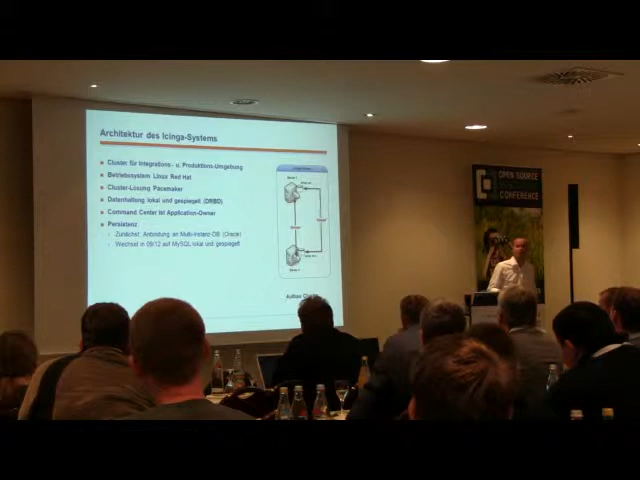 Architektur des Icinga-Systems
Cluster für Integrations- u. Produktions-Umgebung
Betriebssystem Linux Red Hat
Cluster-Lösung Pacemaker
Datenhaltung lokal und gespiegelt (DRBD)
Command Center ist Application-Owner
Persistenz
Zunächst: Anbindung an Multi-Instanz-DB (Oracle)
Wechsel in 09/12 auf MySQL lokal und gespiegelt
Aufbau
OPEN SOURCE
CONFERENCE